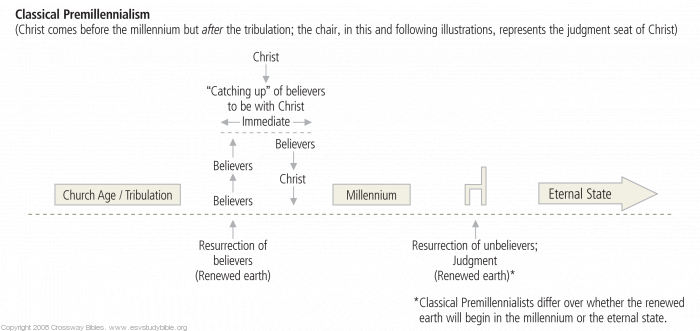 Classical Premillennialism
(Christ comes before the millennium but after the tribulation; the chair, in this and following illustrations, represents the judgment seat of Christ)
Christ
“Catching up” of believers
to be with Christ
Immediate
Believers
Believers
Christ
Believers
Church Age / Tribulation
Millennium
Eternal State
Resurrection of
believers
(Renewed earth)
Resurrection of unbelievers;
Judgment
(Renewed earth)*
*Classical Premillennialists differ over whether the renewed
earth will begin in the millennium or the eternal state.
Copyright 2008 Crossway Bibles. www.esvstudybible.org